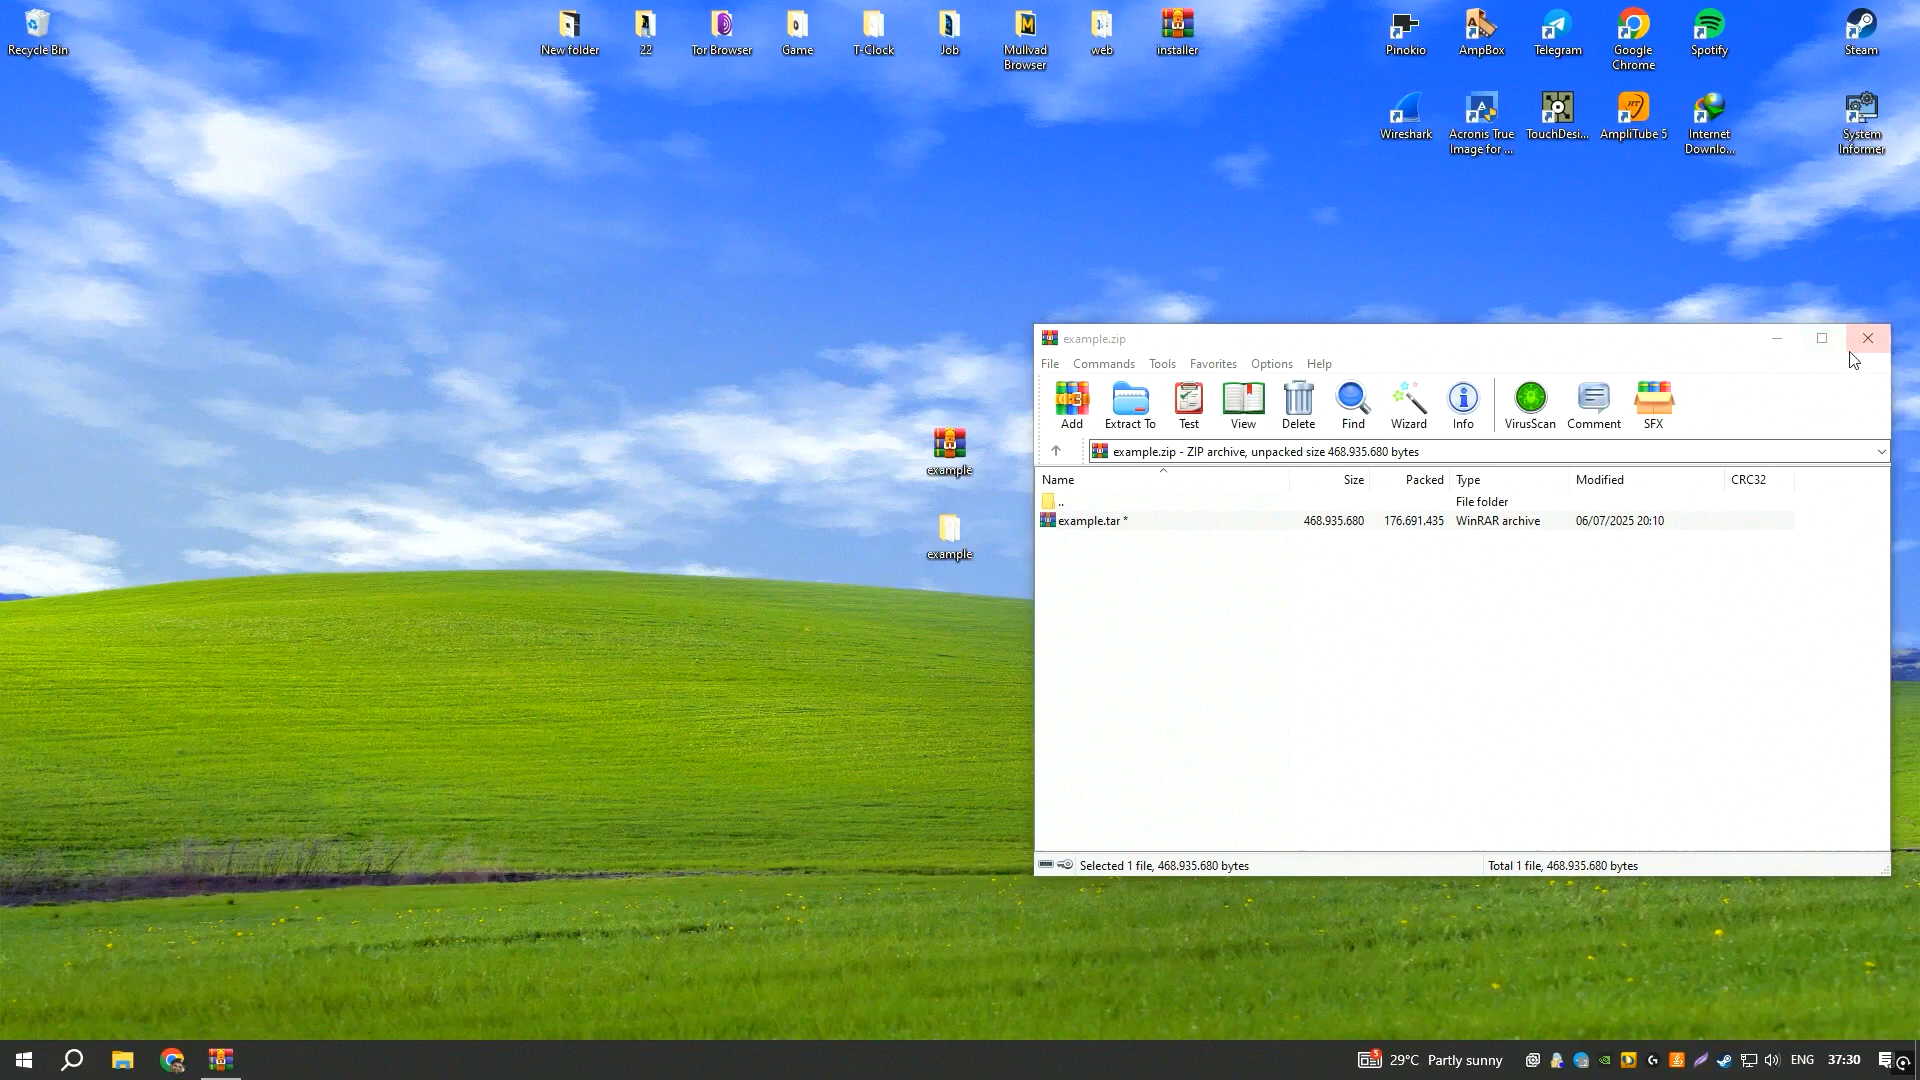 Recycle Bin
New folder
22
Tor Browser
Game
T-Clock
Job
Mullvad
Browser
web
installer
Pinokio
AmpBox
Telegram
Google
Chrome
Spotify
Steam
Wireshark
Acronis True
Image for ...
TouchDesi...
AmpliTube 5
Internet
Downlo...
System
Informer
example
example
example.zip
File Commands Tools Favorites Options Help
Add Extract To Test View Delete Find Wizard Info VirusScan Comment SFX
example.zip - ZIP archive, unpacked size 468.935.680 bytes
Name Size Packed Type Modified CRC32
.. File folder
example.tar * 468.935.680 176.691.435 WinRAR archive 06/07/2025 20:10
Selected 1 file, 468.935.680 bytes Total 1 file, 468.935.680 bytes
5 29°C Partly sunny ENG 37:30